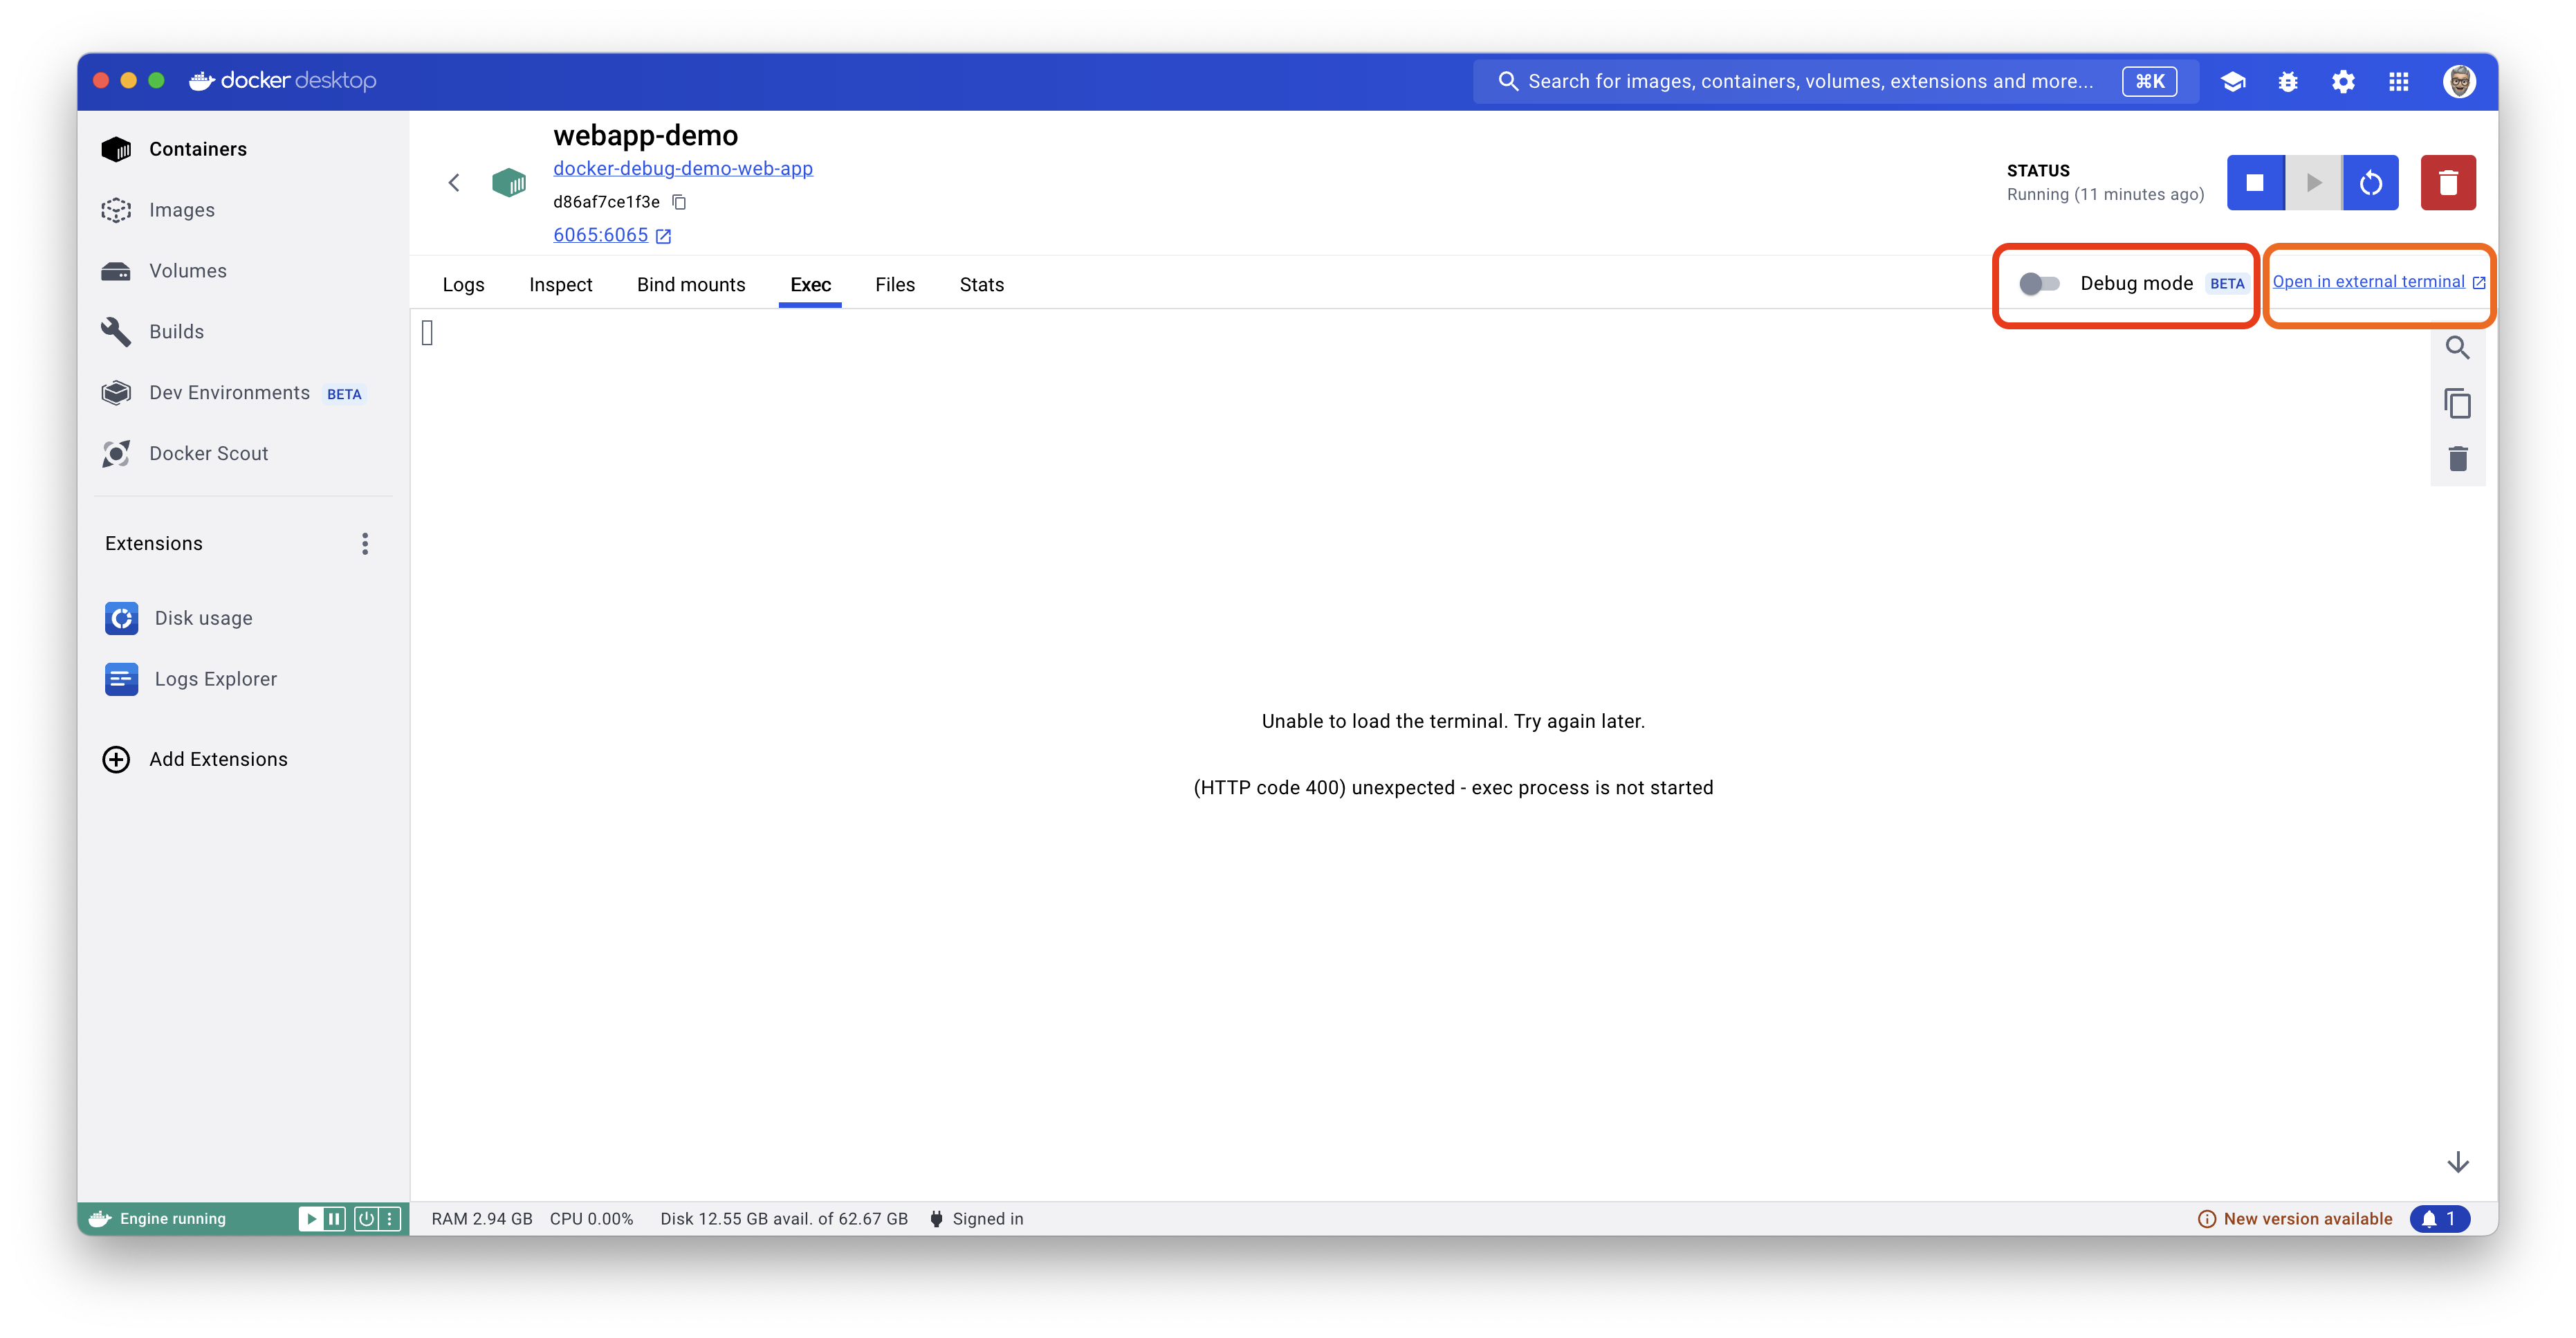 docker desktop
Search for images, containers, volumes, extensions and more... ⌘K
Containers
Images
Volumes
Builds
Dev Environments BETA
Docker Scout
Extensions
Disk usage
Logs Explorer
Add Extensions
webapp-demo
docker-debug-demo-web-app
d86af7ce1f3e
6065:6065
STATUS
Running (11 minutes ago)
Logs Inspect Bind mounts Exec Files Stats
Debug mode BETA
Open in external terminal
Unable to load the terminal. Try again later.
(HTTP code 400) unexpected - exec process is not started
Engine running
RAM 2.94 GB CPU 0.00% Disk 12.55 GB avail. of 62.67 GB Signed in
New version available 1